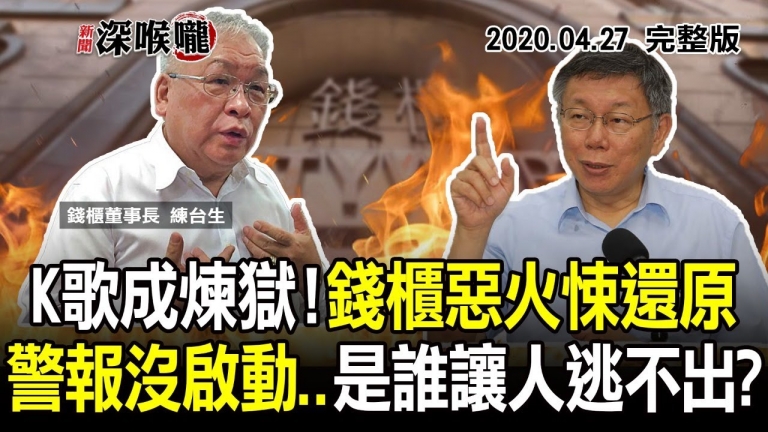 新聞深喉嚨
2020.04.27 完整版
錢櫃
錢櫃董事長 練台生
K歌成煉獄!錢櫃惡火悚還原
警報沒啟動..是誰讓人逃不出?